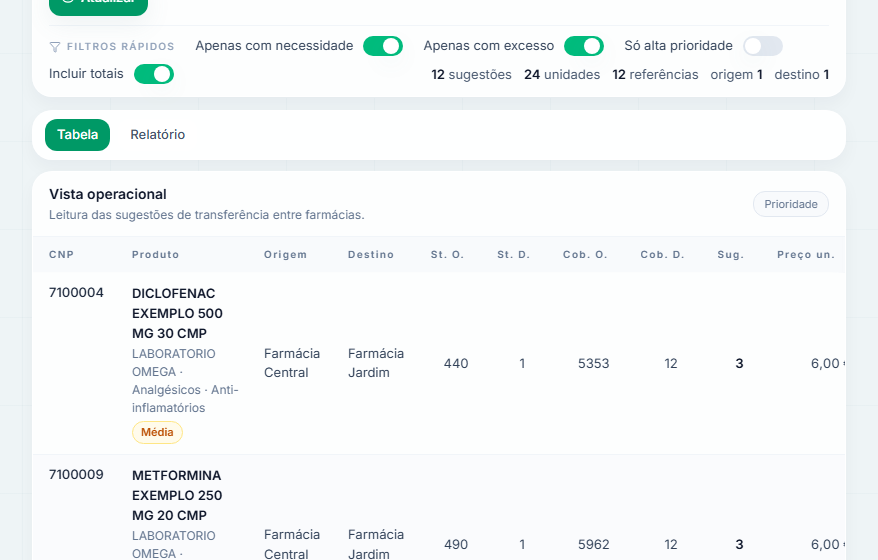 Atualizar
FILTROS RÁPIDOS Apenas com necessidade Apenas com excesso Só alta prioridade
Incluir totais 12 sugestões 24 unidades 12 referências origem 1 destino 1
Tabela Relatório
Vista operacional
Leitura das sugestões de transferência entre farmácias.
Prioridade
CNP Produto Origem Destino St. O. St. D. Cob. O. Cob. D. Sug. Preço un.
7100004 DICLOFENAC
EXEMPLO 500
MG 30 CMP
LABORATORIO
OMEGA ·
Analgésicos · Anti-
inflamatórios
Média
Farmácia
Central
Farmácia
Jardim
440 1 5353 12 3 6,00
7100009 METFORMINA
EXEMPLO 250
MG 20 CMP
LABORATORIO
OMEGA ·
Farmácia
Central
Farmácia
Jardim
490 1 5962 12 3 6,00